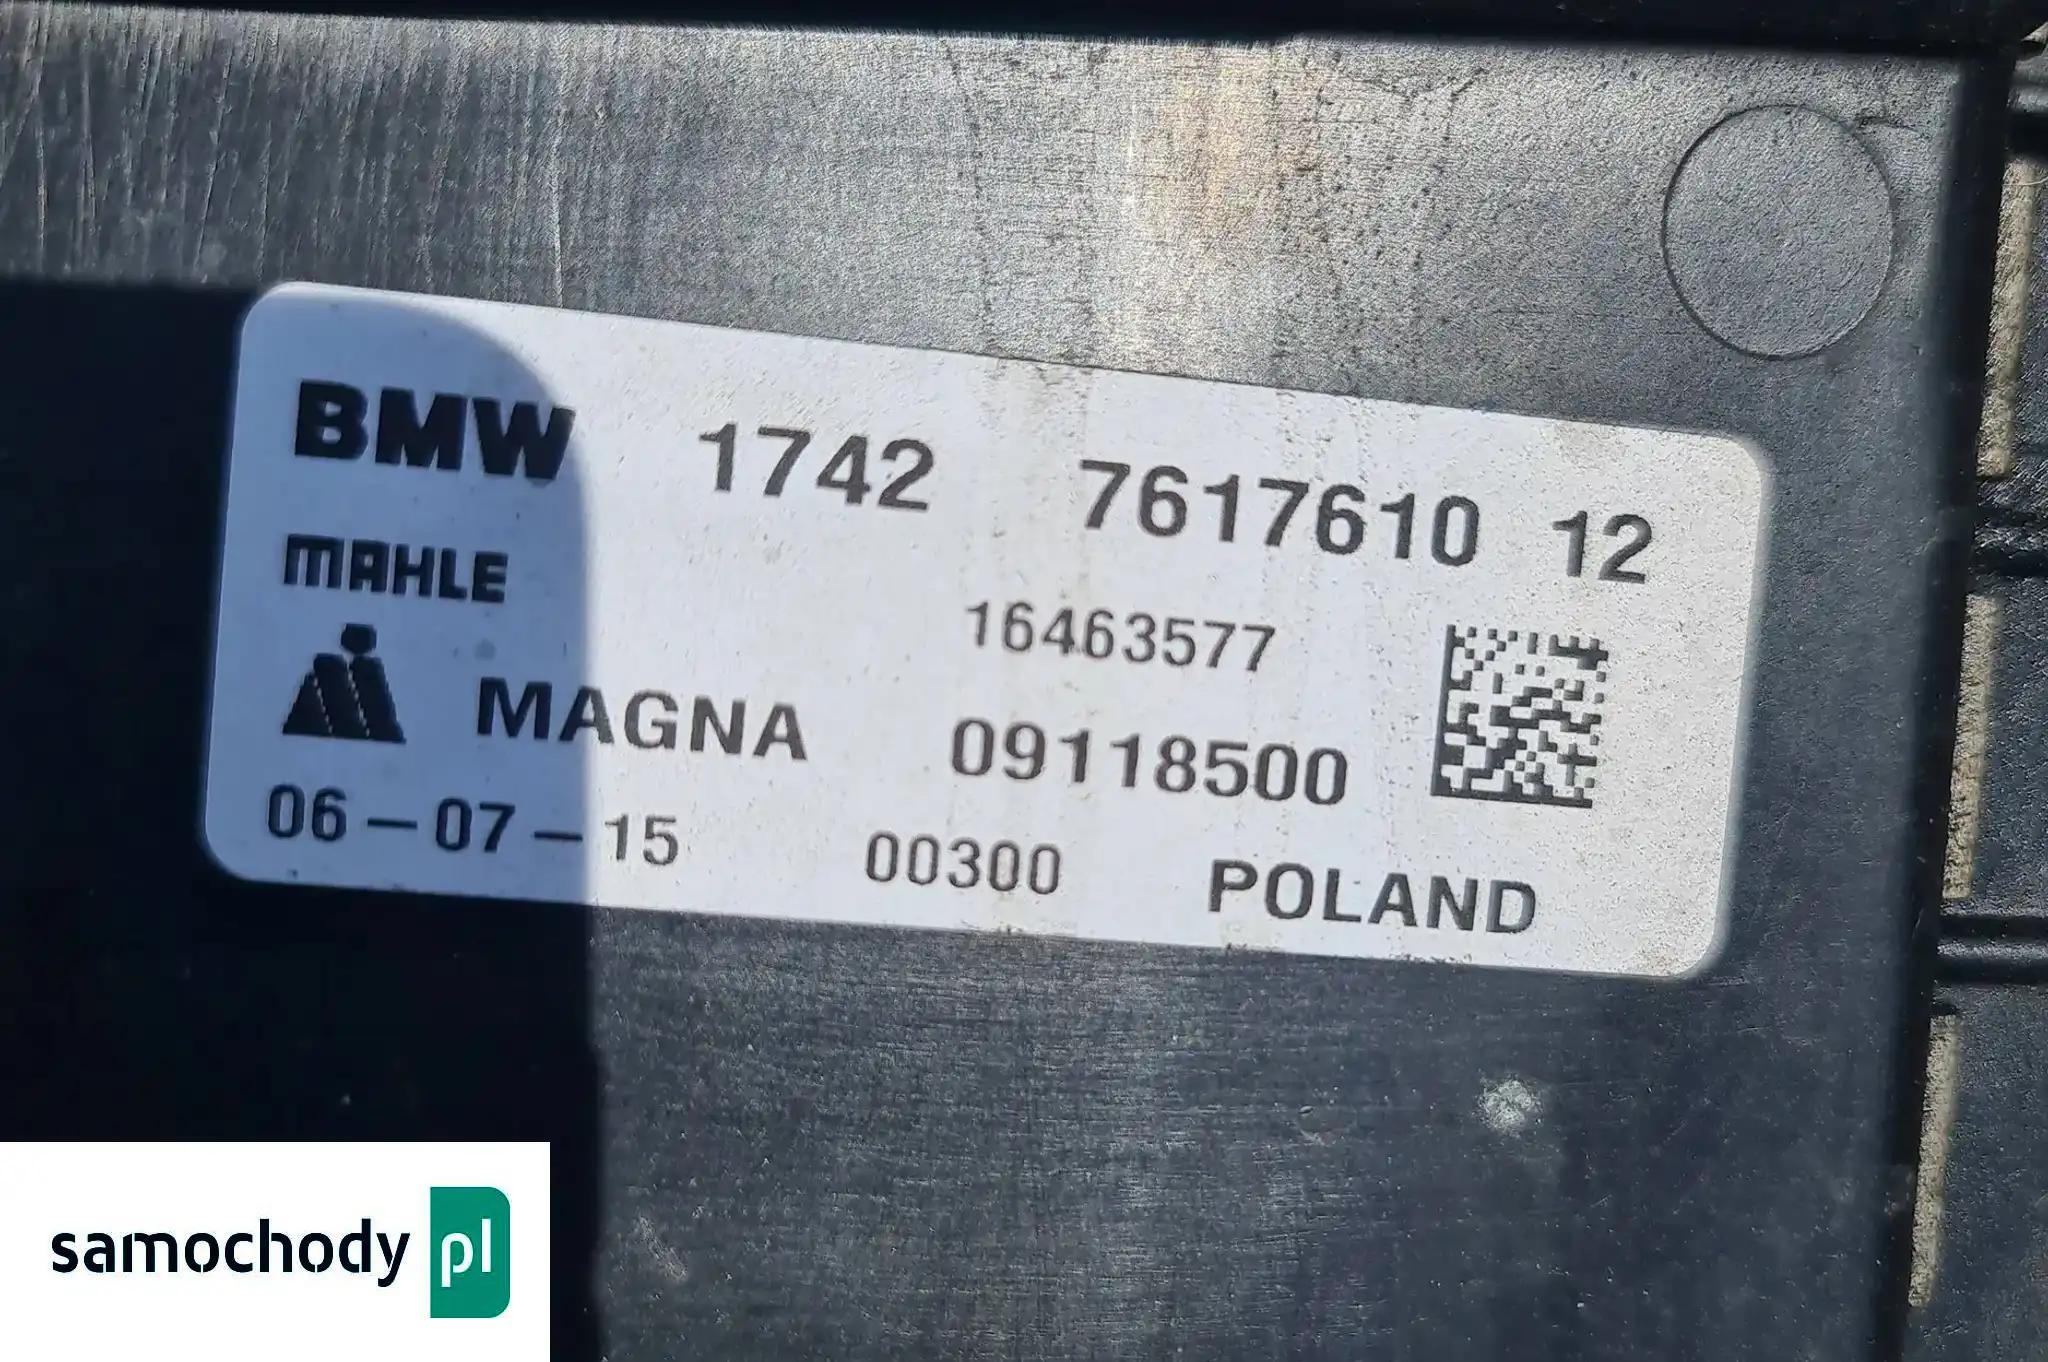 BMW 1742 7617610 12
MAHLE 16463577
MAGNA 09118500
06-07-15 00300 POLAND
samochody pl